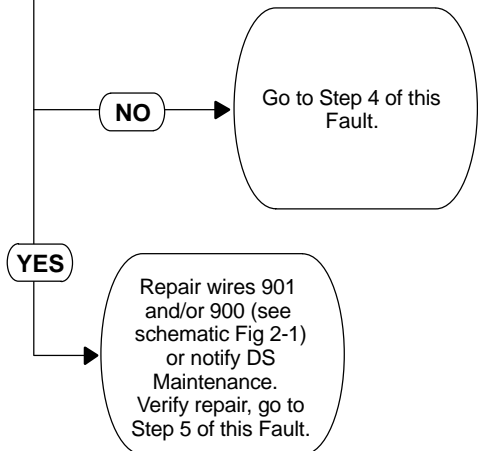 NO
Go to Step 4 of this
Fault.
YES
Repair wires 901
and/or 900 (see
schematic Fig 2-1)
or notify DS
Maintenance.
Verify repair, go to
Step 5 of this Fault.